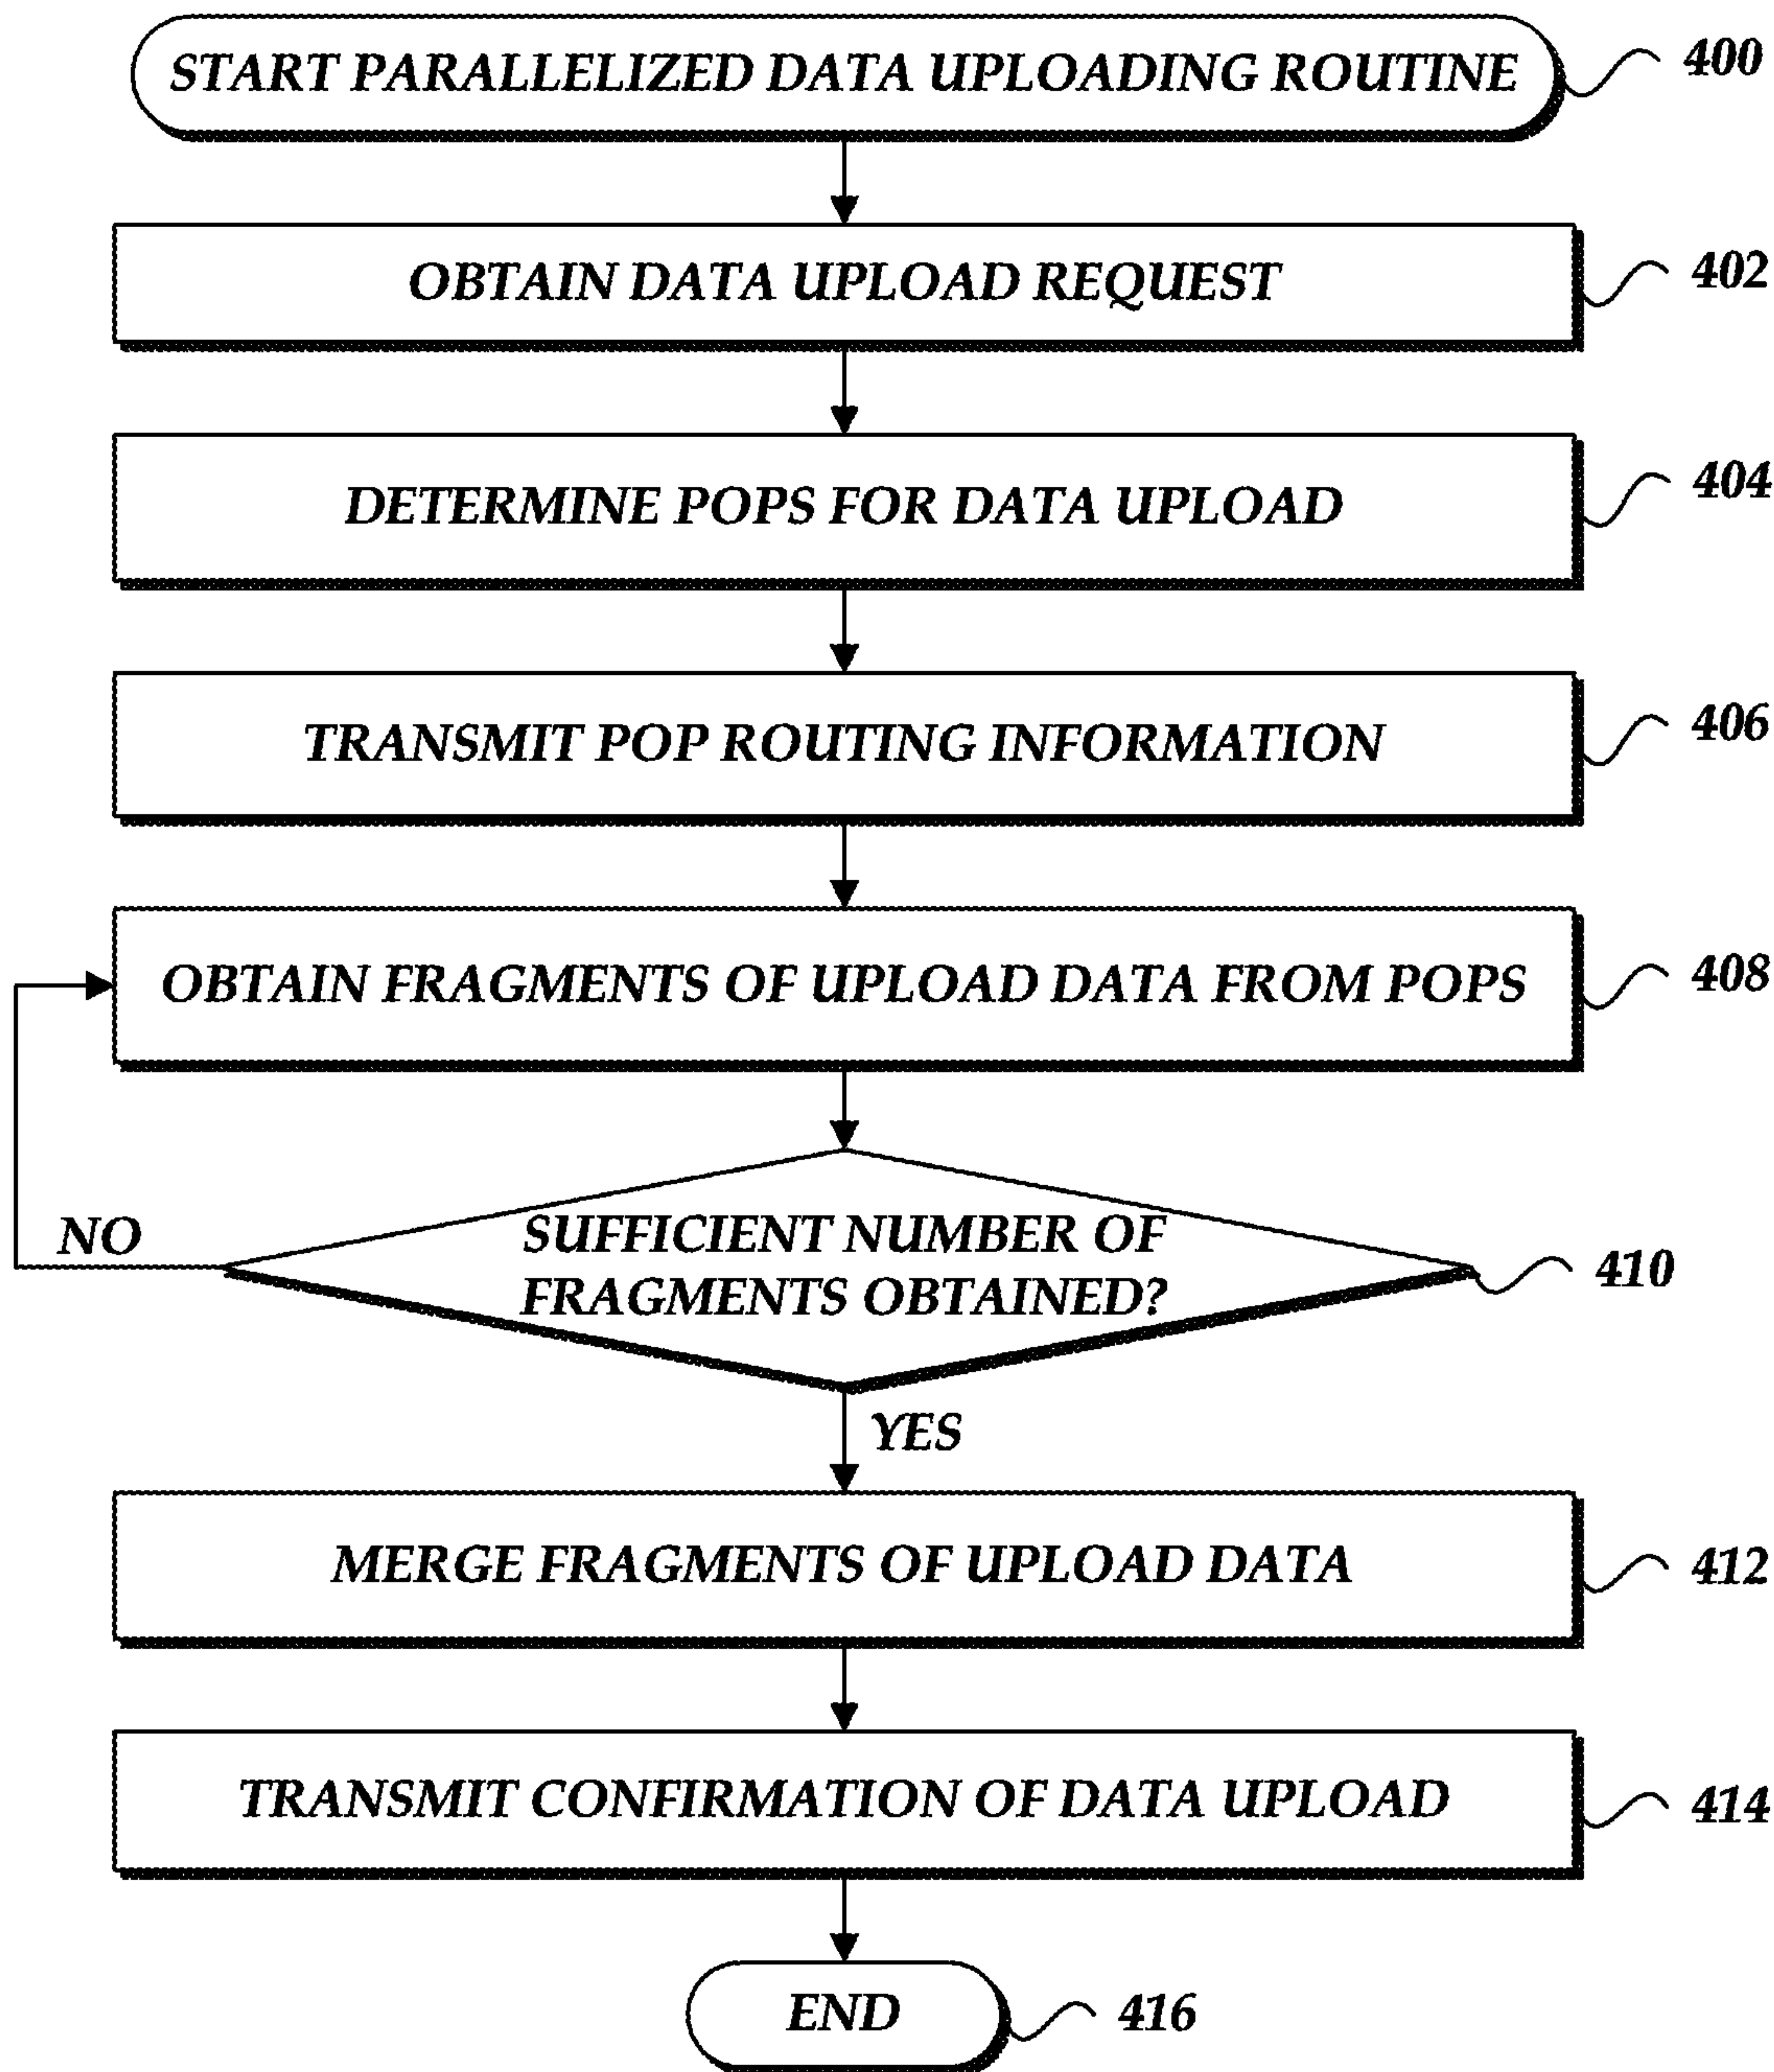 START PARALLELIZED DATA UPLOADING ROUTINE
400
OBTAIN DATA UPLOAD REQUEST
402
DETERMINE POPS FOR DATA UPLOAD
404
TRANSMIT POP ROUTING INFORMATION
406
OBTAIN FRAGMENTS OF UPLOAD DATA FROM POPS
408
NO
SUFFICIENT NUMBER OF
FRAGMENTS OBTAINED?
410
YES
MERGE FRAGMENTS OF UPLOAD DATA
412
TRANSMIT CONFIRMATION OF DATA UPLOAD
414
END
416